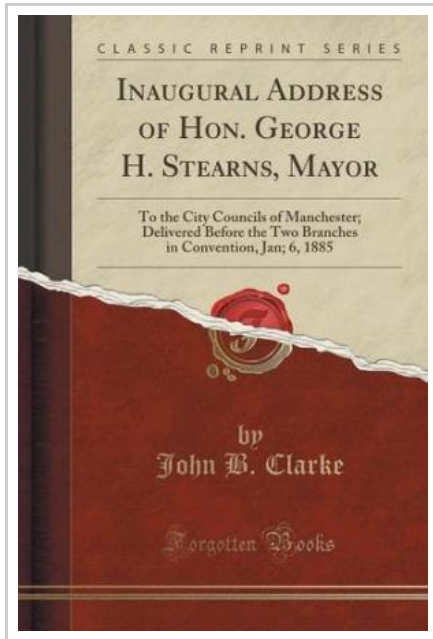 CLASSIC REPRINT SERIES
INAUGURAL ADDRESS
OF HON. GEORGE
H. STEARNS, MAYOR
To the City Councils of Manchester;
Delivered Before the Two Branches
in Convention, Jan; 6, 1885
by
John B. Clarke
Forgotten Books